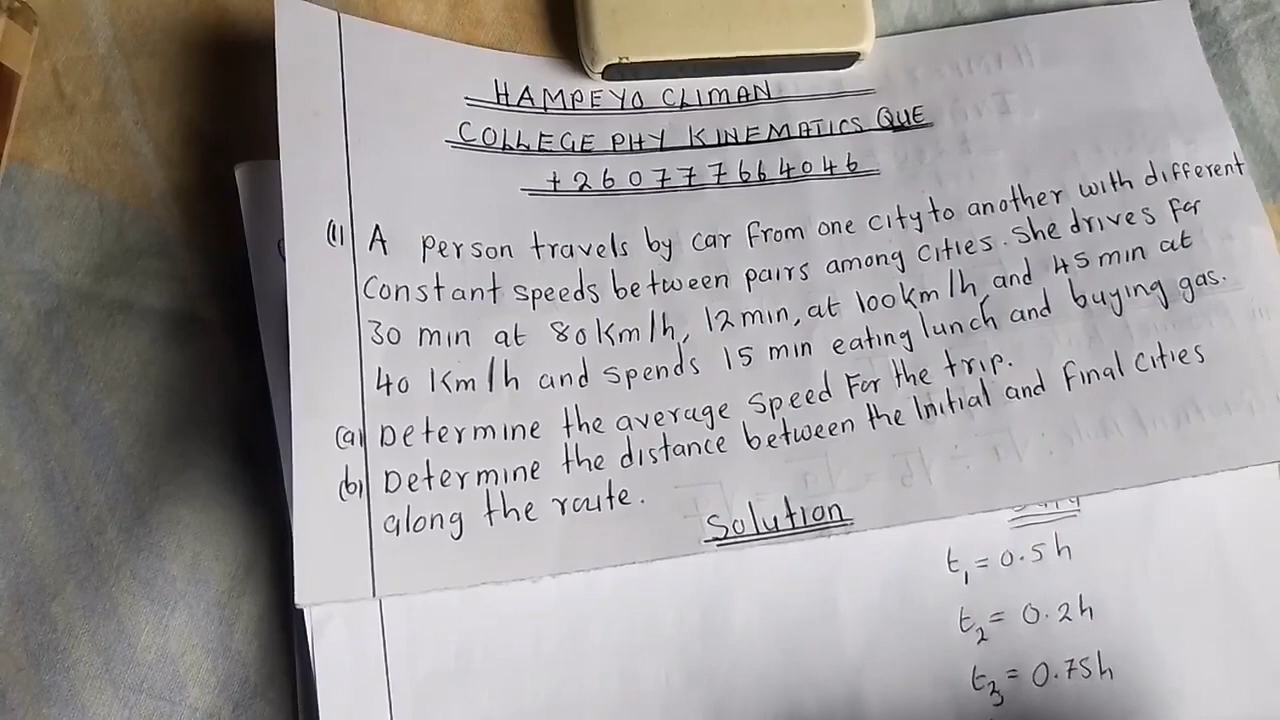 HAMPEYO CLIMAN
COLLEGE PHY KINEMATICS QUE
+260777664046
(1) A person travels by car from one city to another with different
constant speeds between pairs among cities. She drives for
30 min at 80 Km/h, 12 min, at 100 km/h, and 45 min at
40 Km/h and spends 15 min eating lunch and buying gas.
(a) Determine the average speed For the trip.
(b) Determine the distance between the Initial and final cities
along the route.
Solution
t₁ = 0.5h
t₂ = 0.2h
t₃ = 0.75h